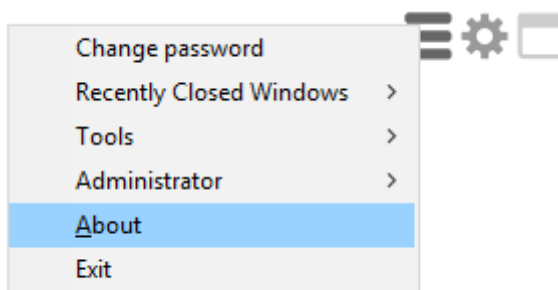 Change password
Recently Closed Windows
Tools
Administrator
About
Exit